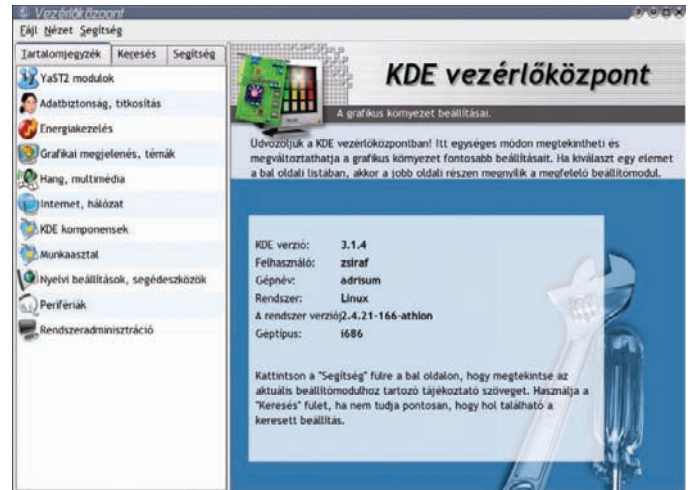 Vezérlőközpont
Fájl Nézet Segítség
Tartalomjegyzék Keresés Segítség
YaST2 modulok
Adatbiztonság, titkosítás
Energiakezelés
Grafikai megjelenés, témák
Hang, multimédia
Internet, hálózat
KDE komponensek
Munkaasztal
Nyelvi beállítások, segédeszközök
Perifériák
Rendszeradminisztráció
KDE vezérlőközpont
A grafikus környezet beállításai.
Üdvözöljük a KDE vezérlőközpontban! Itt egységes módon megtekintheti és
megváltoztathatja a grafikus környezet fontosabb beállításait. Ha kiválaszt egy elemet
a bal oldali listában, akkor a jobb oldali részen megnyílik a megfelelő beállítómodul.
KDE verzió: 3.1.4
Felhasználó: zsiraf
Gépnév: adrisum
Rendszer: Linux
A rendszer verziój2.4.21-166-athlon
Géptípus: i686
Kattintson a "Segítség" fülre a bal oldalon, hogy megtekintse az
aktuális beállítómodulhoz tartozó tájékoztató szöveget. Használja a
"Keresés" fület, ha nem tudja pontosan, hogy hol található a
keresett beállítás.